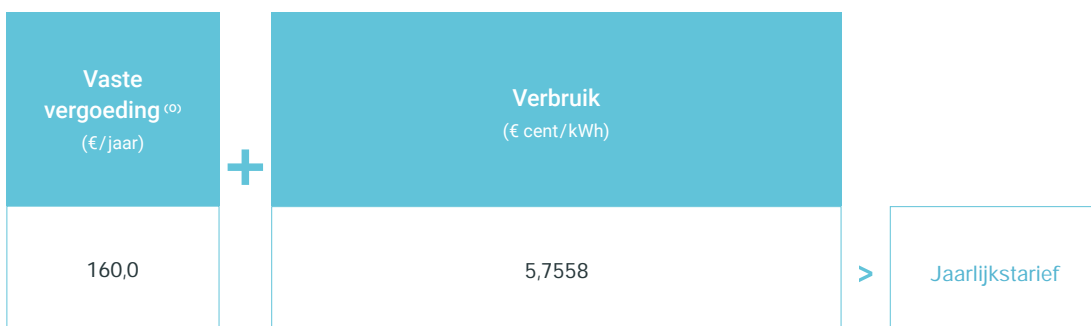 Vaste
vergoeding (o)
(€/jaar)
+
Verbruik
(€ cent/kWh)
160,0
5,7558
>
Jaarlijkstarief